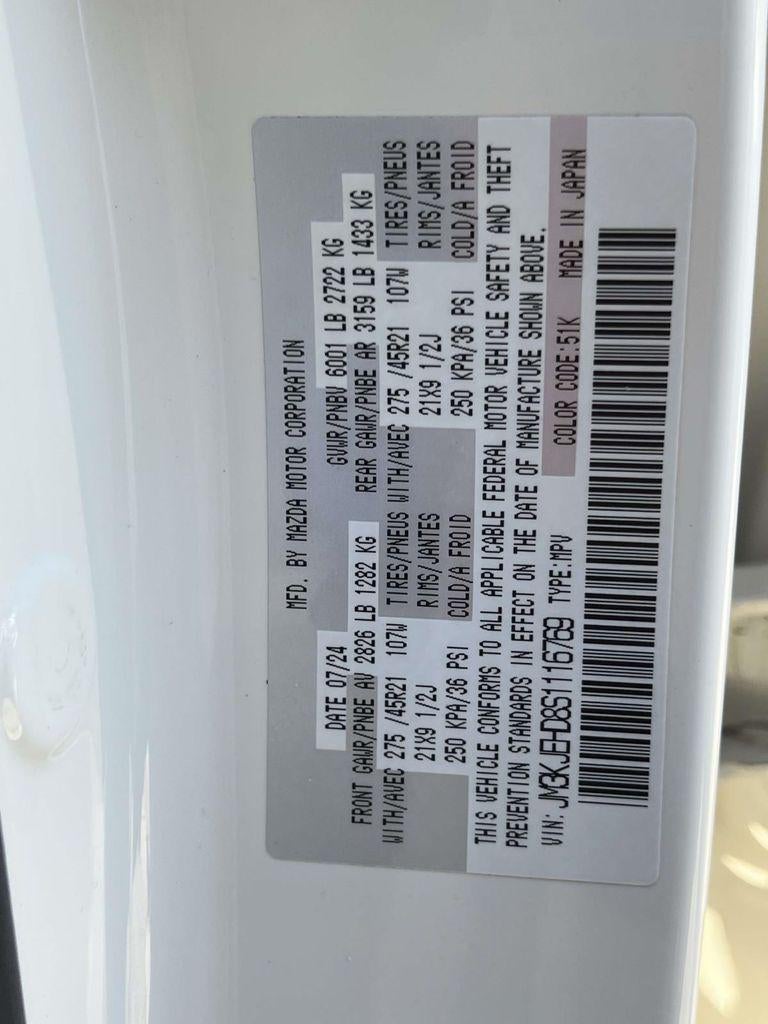 MFD. BY MAZDA MOTOR CORPORATION
DATE 07/24 GVWR/PNBV 6001 LB 2722 KG
FRONT GAWR/PNBE AV 2826 LB 1282 KG REAR GAWR/PNBE AR 3159 LB 1433 KG
WITH/AVEC 275 /45R21 107W TIRES/PNEUS WITH/AVEC 275 /45R21 107W TIRES/PNEUS
21X9 1/2J RIMS/JANTES 21X9 1/2J RIMS/JANTES
250 KPA/36 PSI COLD/A FROID 250 KPA/36 PSI COLD/A FROID
THIS VEHICLE CONFORMS TO ALL APPLICABLE FEDERAL MOTOR VEHICLE SAFETY AND THEFT
PREVENTION STANDARDS IN EFFECT ON THE DATE OF MANUFACTURE SHOWN ABOVE.
VIN: JM3KJEHD8S1116769 TYPE:MPV COLOR CODE:51K MADE IN JAPAN